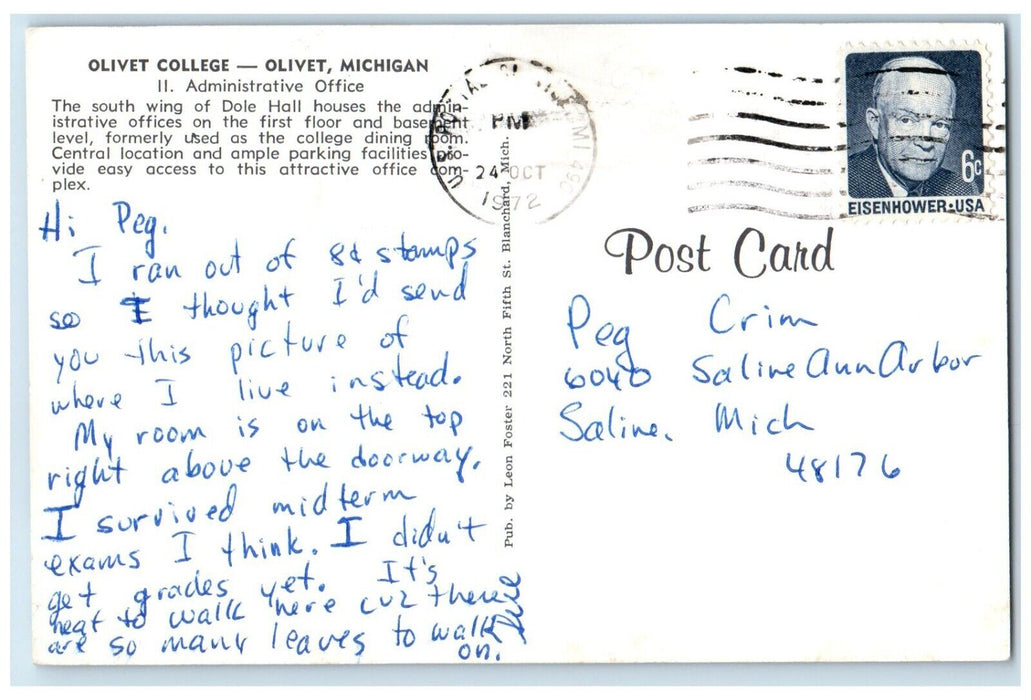 OLIVET COLLEGE — OLIVET, MICHIGAN
II. Administrative Office
The south wing of Dole Hall houses the admin-
istrative offices on the first floor and basement
level, formerly used as the college dining room.
Central location and ample parking facilities pro-
vide easy access to this attractive office com-
plex.
Hi Peg,
I ran out of 8¢ stamps
so I thought I'd send
you this picture of
where I live instead.
My room is on the top
right above the doorway.
I survived midterm
exams I think. I didn't
get grades yet. It's
neat to walk here cuz there
are so many leaves to walk
on.
Pub. by Leon Foster 221 North Fifth St. Blanchard, Mich.
PM
24 OCT
1972
MI 490
6c
EISENHOWER·USA
Post Card
Peg Crim
6040 Saline Ann Arbor
Saline, Mich
48176